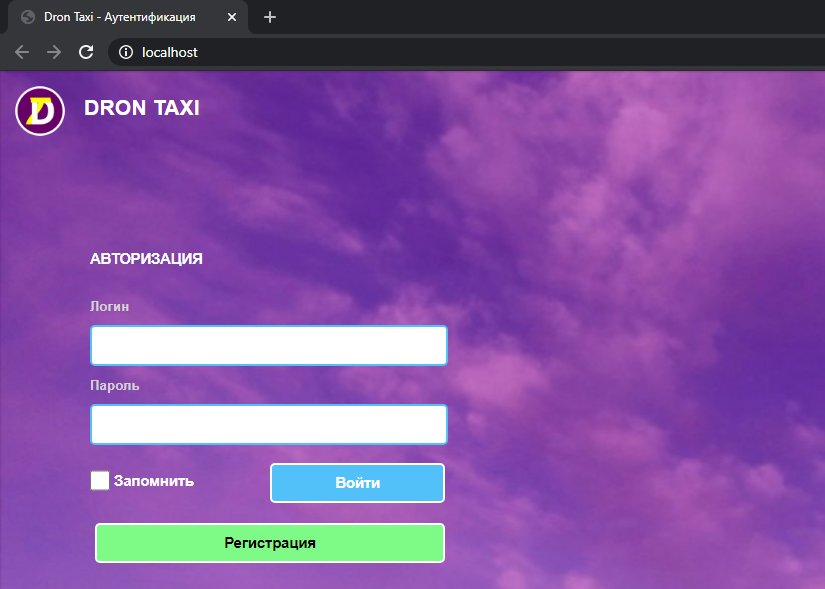 Dron Taxi - Аутентификация
localhost
D
DRON TAXI
АВТОРИЗАЦИЯ
Логин
Пароль
Запомнить
Войти
Регистрация